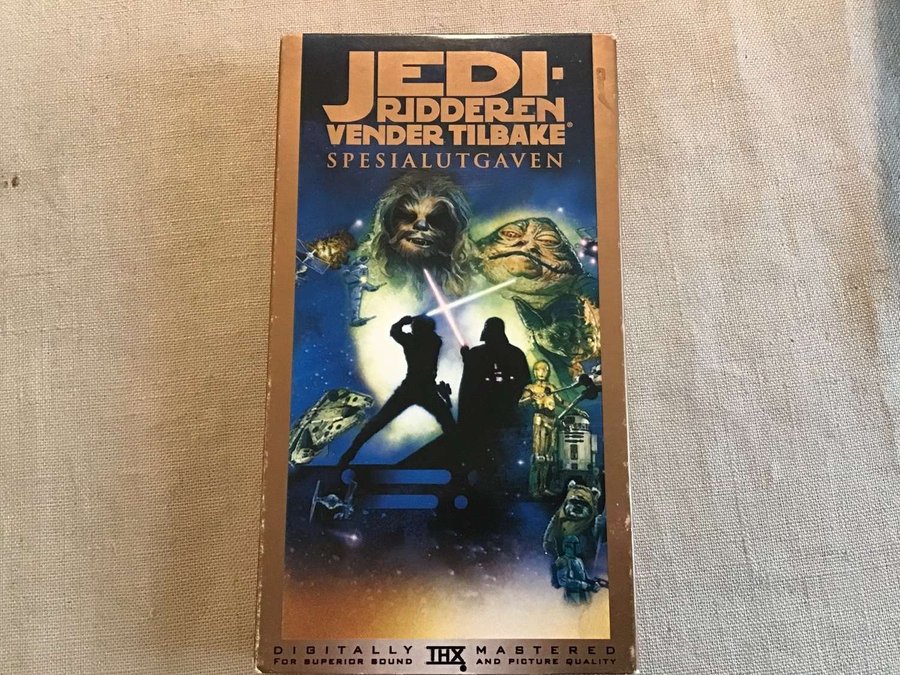 JEDI-
RIDDEREN
VENDER TILBAKE®
SPESIALUTGAVEN
DIGITALLY THX MASTERED
FOR SUPERIOR SOUND AND PICTURE QUALITY